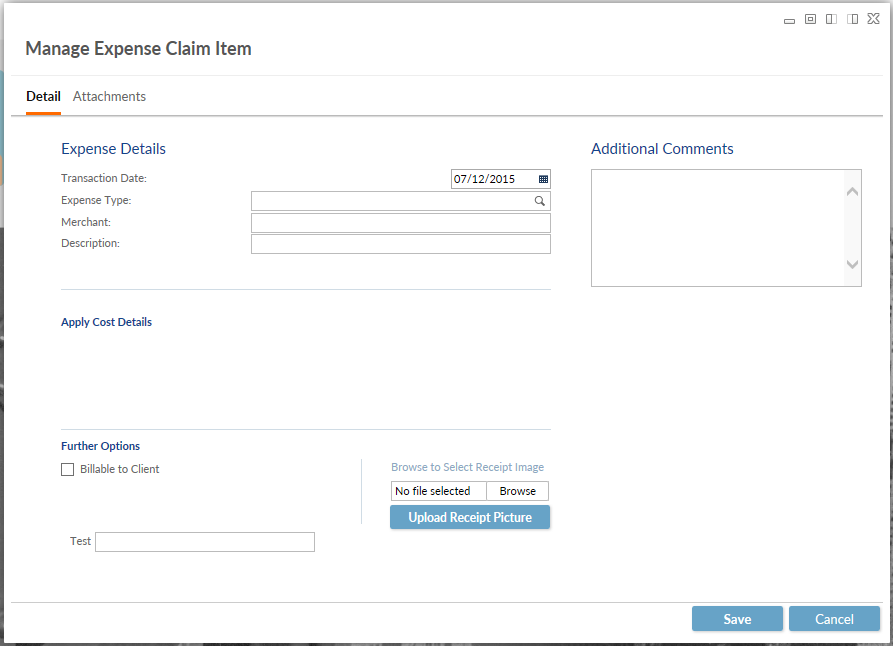 Manage Expense Claim Item
Detail Attachments
Expense Details
Transaction Date: 07/12/2015
Expense Type:
Merchant:
Description:
Additional Comments
Apply Cost Details
Further Options
Billable to Client
Browse to Select Receipt Image
No file selected Browse
Upload Receipt Picture
Test
Save Cancel